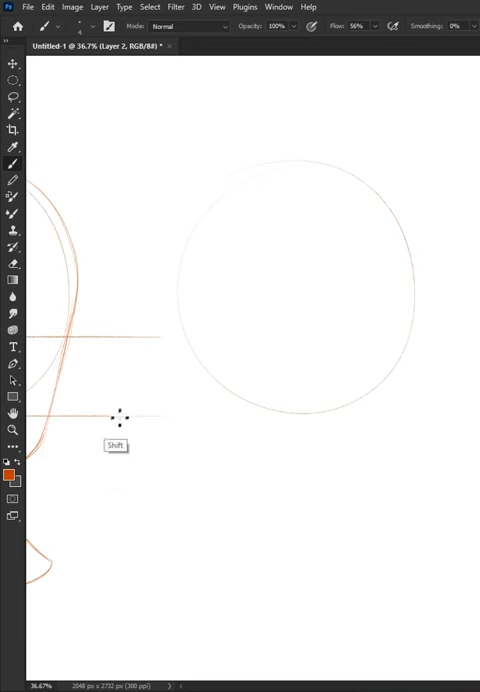 Ps File Edit Image Layer Type Select Filter 3D View Plugins Window Help
4 Mode: Normal Opacity: 100% Flow: 56% Smoothing: 0%
Untitled-1 @ 36.7% (Layer 2, RGB/8#) * ×
T
Shift
36.67% 2048 px x 2732 px (300 ppi)